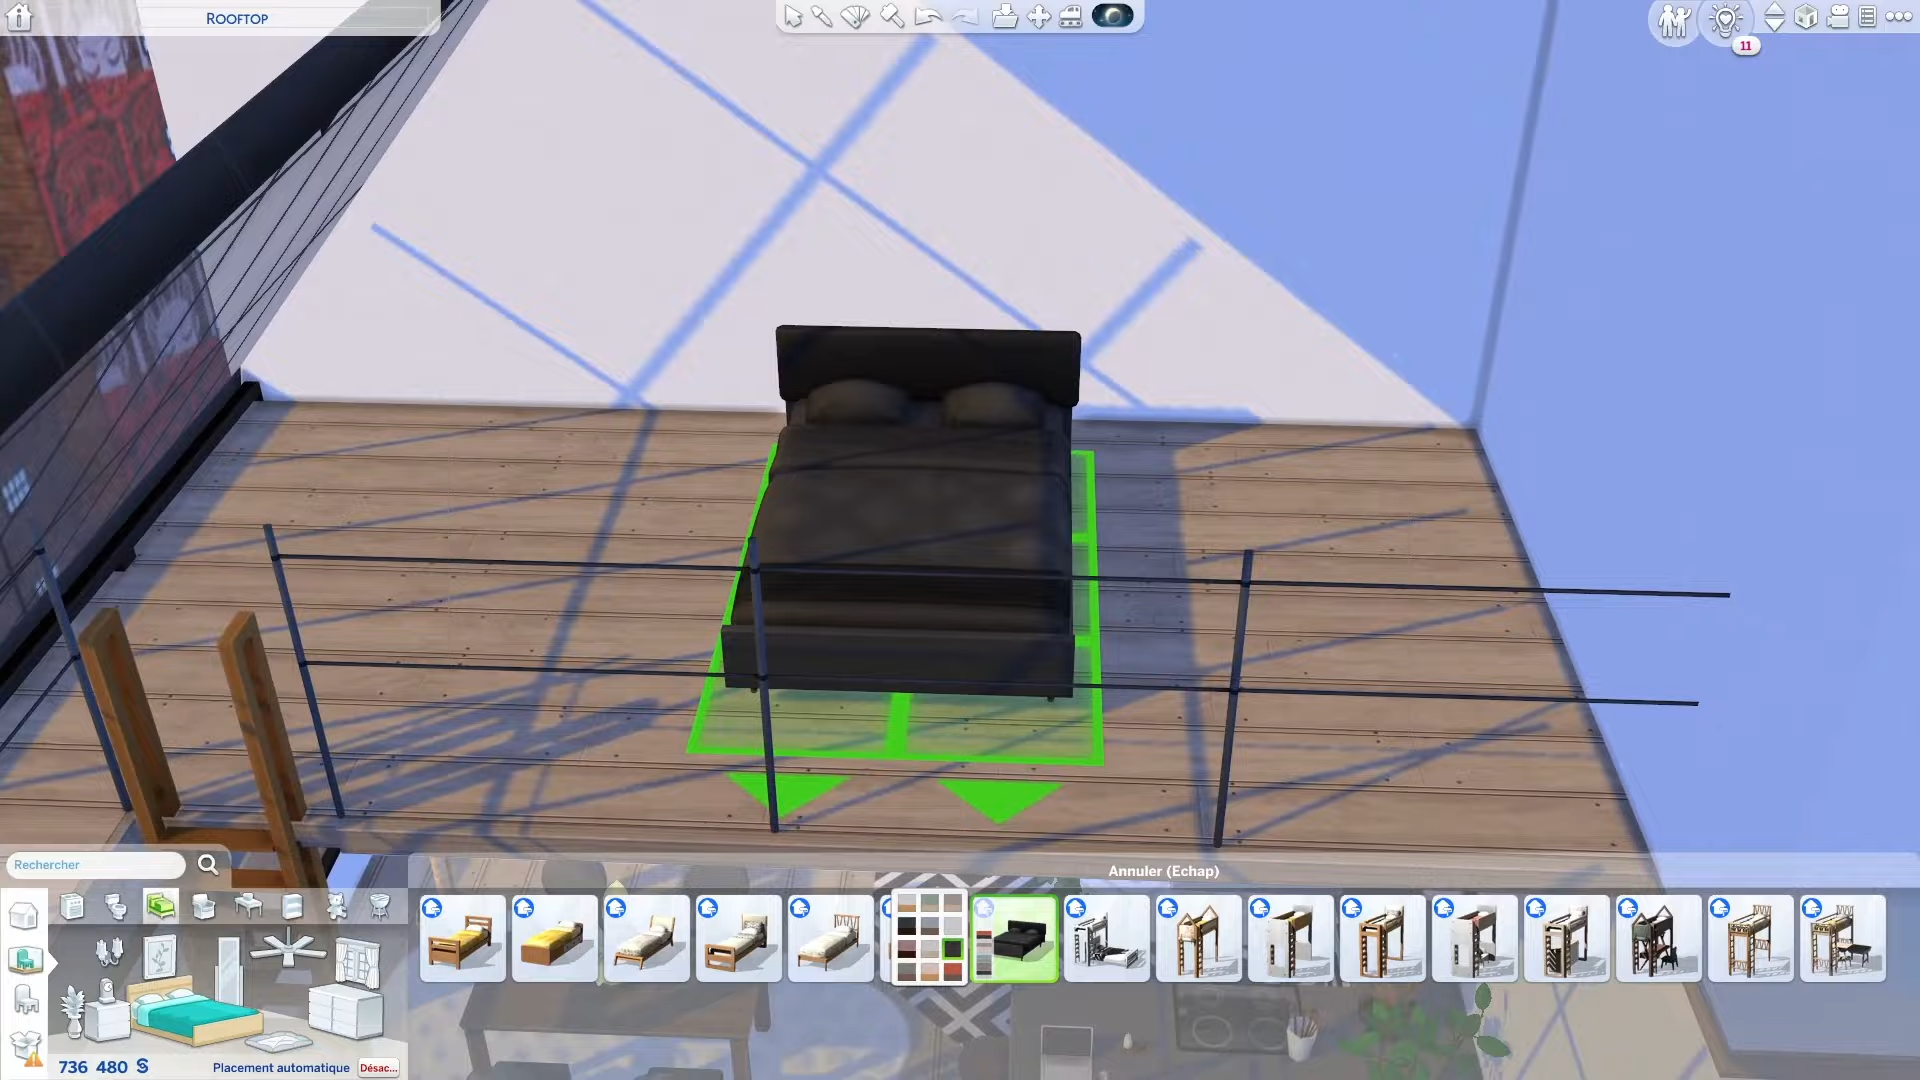 ROOFTOP
11
Rechercher
Annuler (Echap)
736 480 §
Placement automatique
Désac...